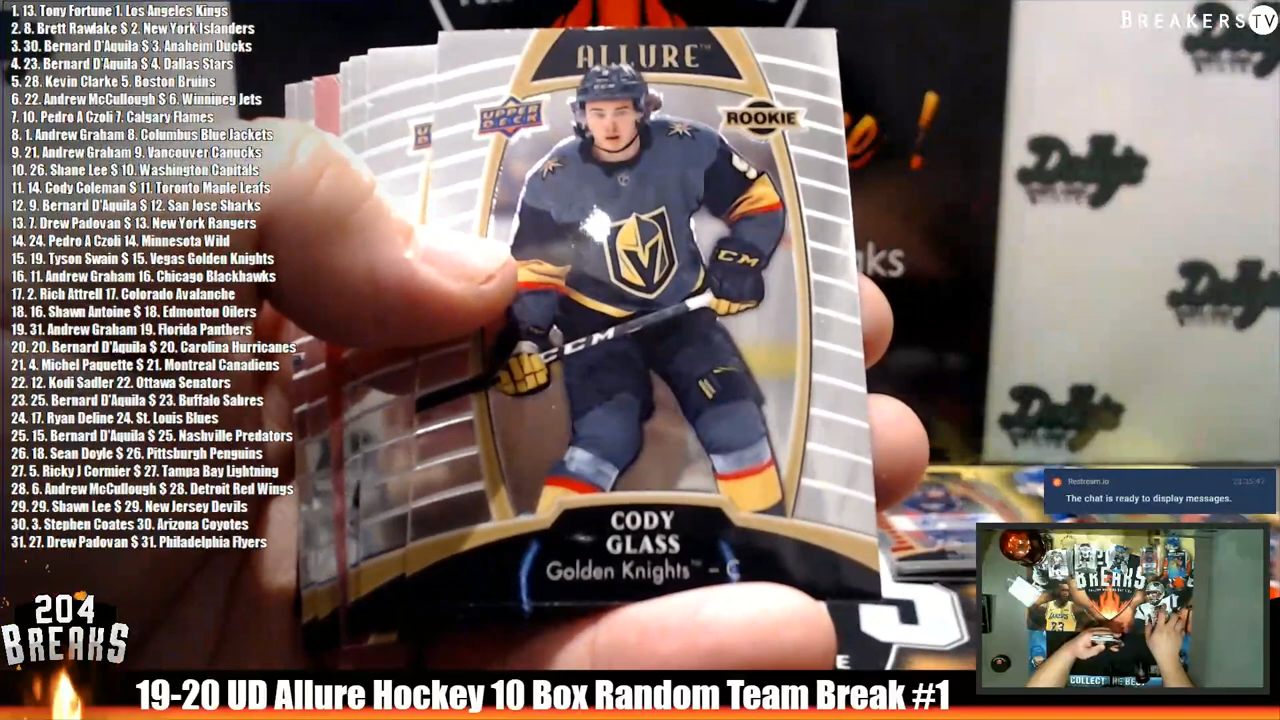 1. 13. Tony Fortune 1. Los Angeles Kings
2. 8. Brett Rawlake $ 2. New York Islanders
3. 30. Bernard D'Aquila $ 3. Anaheim Ducks
4. 23. Bernard D'Aquila $ 4. Dallas Stars
5. 28. Kevin Clarke 5. Boston Bruins
6. 22. Andrew McCullough $ 6. Winnipeg Jets
7. 10. Pedro A Czoli 7. Calgary Flames
8. 1. Andrew Graham 8. Columbus Blue Jackets
9. 21. Andrew Graham 9. Vancouver Canucks
10. 26. Shane Lee $ 10. Washington Capitals
11. 14. Cody Coleman $ 11. Toronto Maple Leafs
12. 9. Bernard D'Aquila $ 12. San Jose Sharks
13. 7. Drew Padovan $ 13. New York Rangers
14. 24. Pedro A Czoli 14. Minnesota Wild
15. 19. Tyson Swain $ 15. Vegas Golden Knights
16. 11. Andrew Graham 16. Chicago Blackhawks
17. 2. Rich Attrell 17. Colorado Avalanche
18. 16. Shawn Antoine $ 18. Edmonton Oilers
19. 31. Andrew Graham 19. Florida Panthers
20. 20. Bernard D'Aquila $ 20. Carolina Hurricanes
21. 4. Michel Paquette $ 21. Montreal Canadiens
22. 12. Kodi Sadler 22. Ottawa Senators
23. 25. Bernard D'Aquila $ 23. Buffalo Sabres
24. 17. Ryan Deline 24. St. Louis Blues
25. 15. Bernard D'Aquila $ 25. Nashville Predators
26. 18. Sean Doyle $ 26. Pittsburgh Penguins
27. 5. Ricky J Cormier $ 27. Tampa Bay Lightning
28. 6. Andrew McCullough $ 28. Detroit Red Wings
29. 29. Shawn Lee $ 29. New Jersey Devils
30. 3. Stephen Coates 30. Arizona Coyotes
31. 27. Drew Padovan $ 31. Philadelphia Flyers
204
BREAKS
BREAKERSTV
ALLURE™
UPPER DECK
ROOKIE
CCM
CCM
CODY
GLASS
Golden Knights™ - C
Dolly's
Dolly's
Dolly's
Restream.io
The chat is ready to display messages.
BREAKS
23
19-20 UD Allure Hockey 10 Box Random Team Break #1